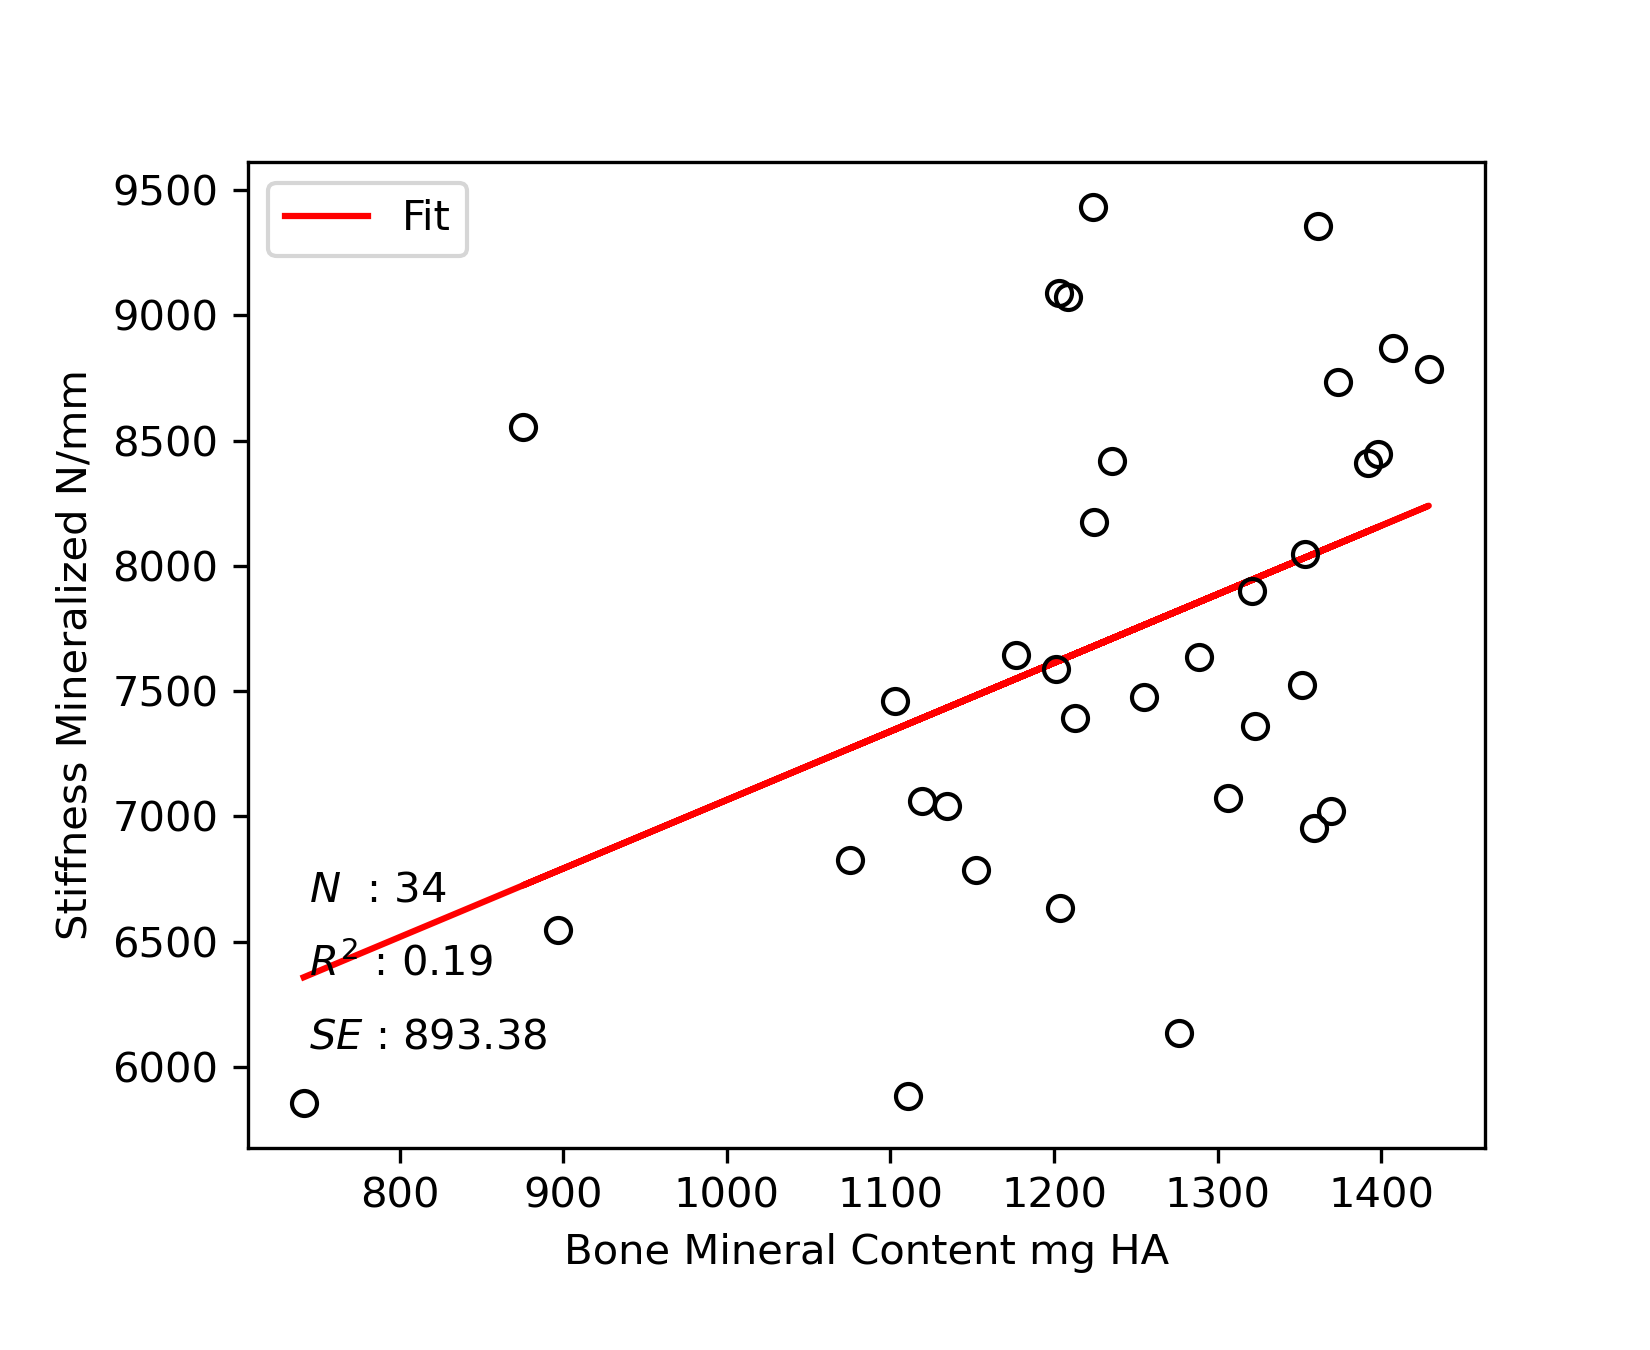 Fit
9500
9000
8500
8000
7500
7000
6500
6000
Stiffness Mineralized N/mm
N : 34
R² : 0.19
SE : 893.38
800 900 1000 1100 1200 1300 1400
Bone Mineral Content mg HA